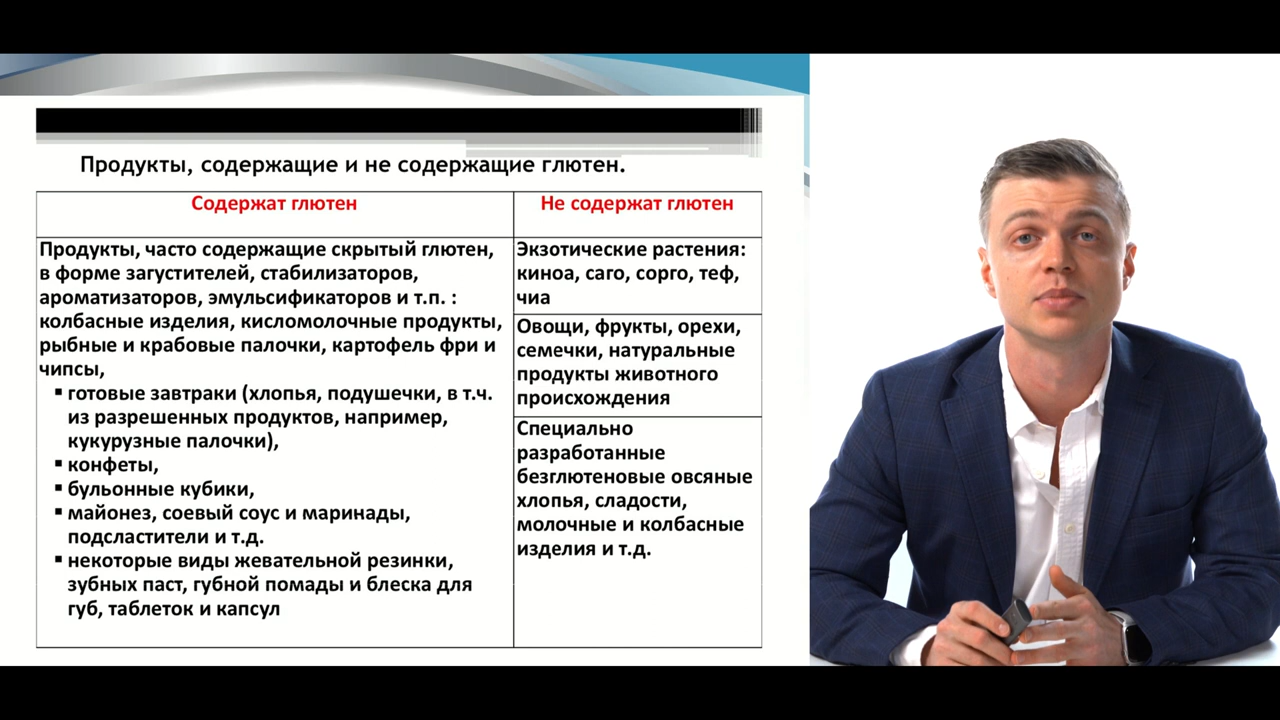 Продукты, содержащие и не содержащие глютен.
Содержат глютен
Не содержат глютен
Продукты, часто содержащие скрытый глютен,
в форме загустителей, стабилизаторов,
ароматизаторов, эмульсификаторов и т.п. :
колбасные изделия, кисломолочные продукты,
рыбные и крабовые палочки, картофель фри и
чипсы,
▪ готовые завтраки (хлопья, подушечки, в т.ч.
из разрешенных продуктов, например,
кукурузные палочки),
▪ конфеты,
▪ бульонные кубики,
▪ майонез, соевый соус и маринады,
подсластители и т.д.
▪ некоторые виды жевательной резинки,
зубных паст, губной помады и блеска для
губ, таблеток и капсул
Экзотические растения:
киноа, саго, сорго, теф,
чиа
Овощи, фрукты, орехи,
семечки, натуральные
продукты животного
происхождения
Специально
разработанные
безглютеновые овсяные
хлопья, сладости,
молочные и колбасные
изделия и т.д.